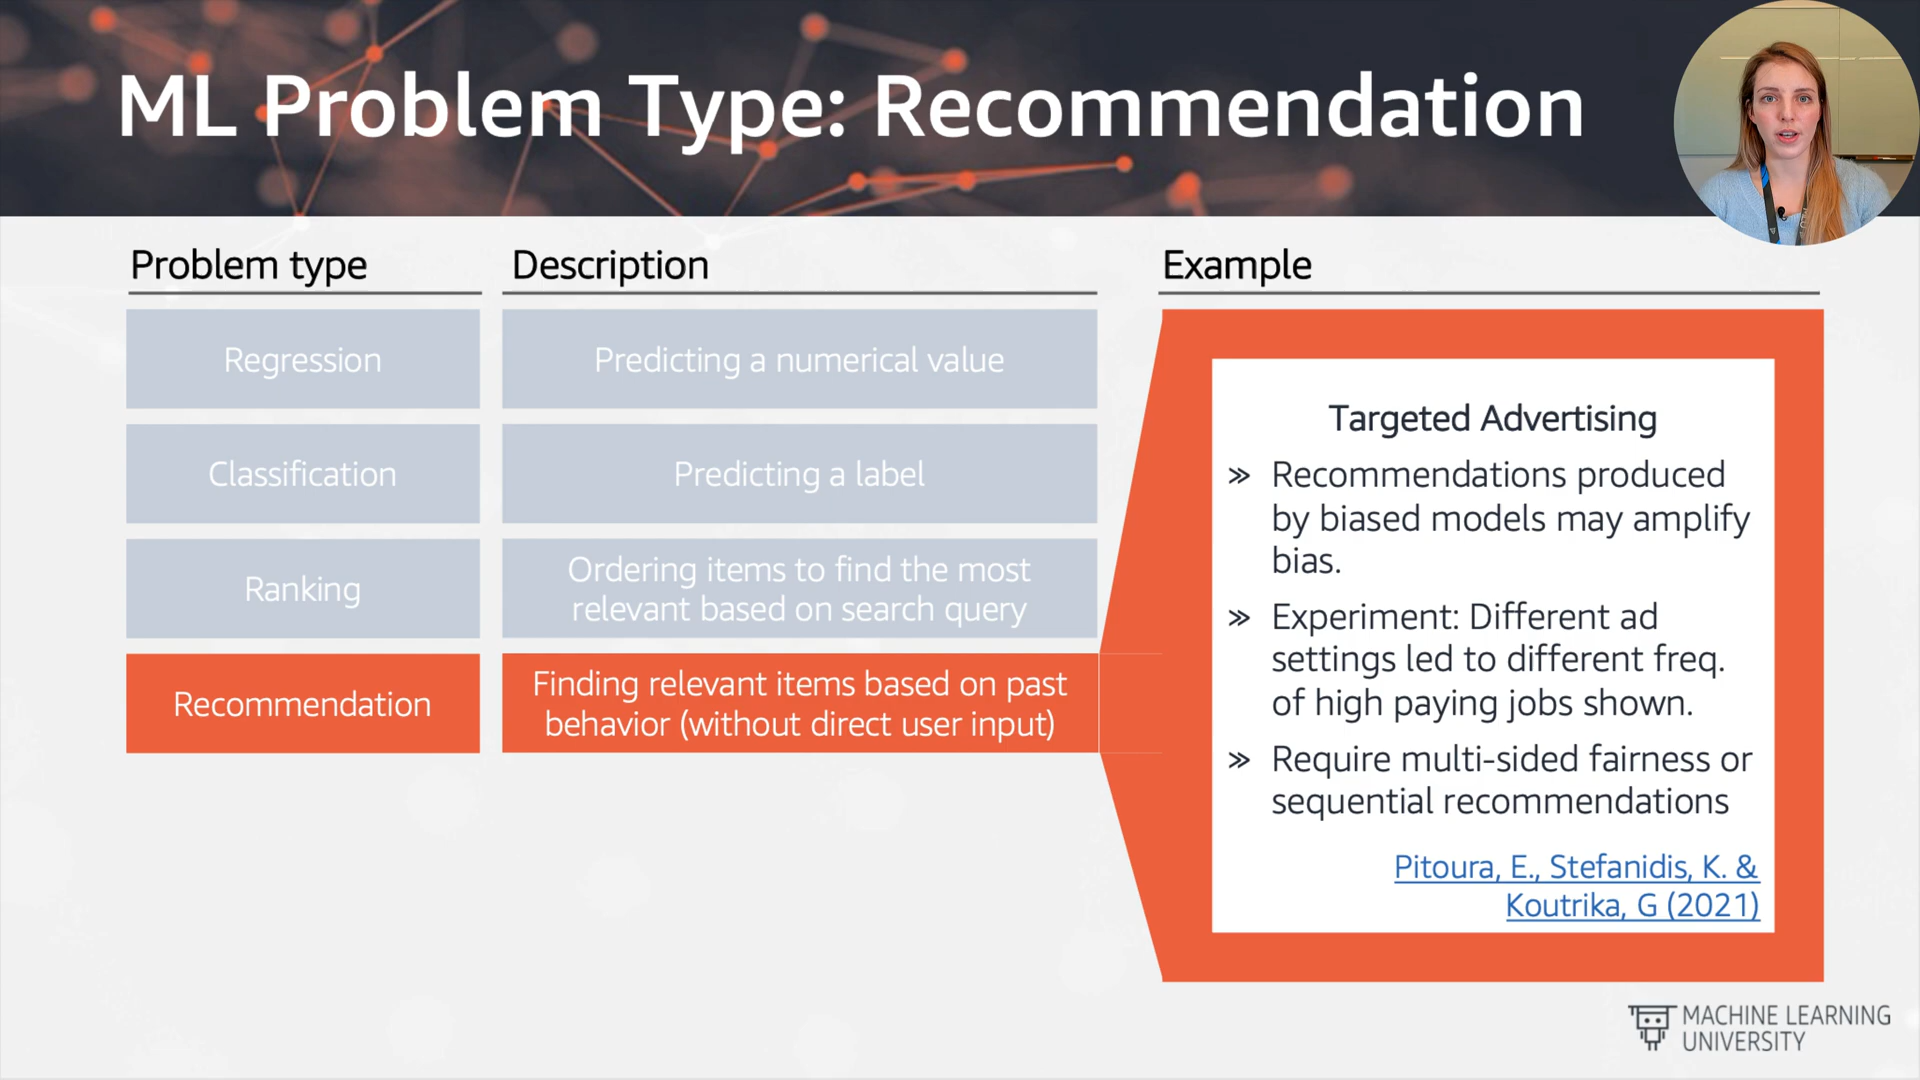 ML Problem Type: Recommendation
Problem type
Description
Example
Regression
Predicting a numerical value
Classification
Predicting a label
Ranking
Ordering items to find the most
relevant based on search query
Recommendation
Finding relevant items based on past
behavior (without direct user input)
Targeted Advertising
» Recommendations produced
by biased models may amplify
bias.
» Experiment: Different ad
settings led to different freq.
of high paying jobs shown.
» Require multi-sided fairness or
sequential recommendations
Pitoura, E., Stefanidis, K. &
Koutrika, G (2021)
MACHINE LEARNING
UNIVERSITY